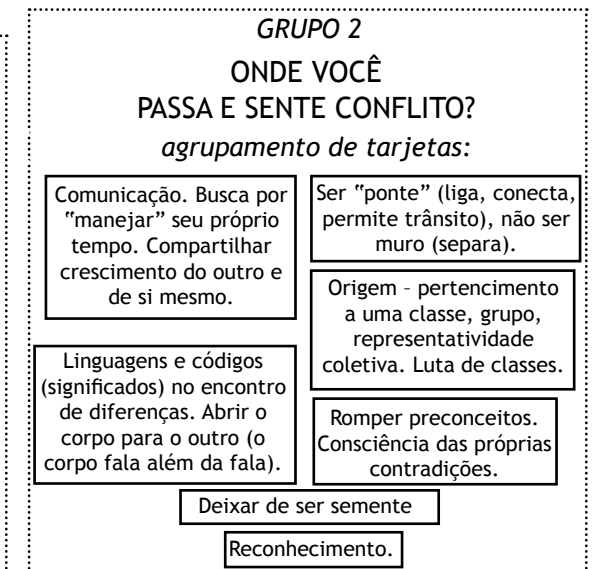 GRUPO 2
ONDE VOCÊ
PASSA E SENTE CONFLITO?
agrupamento de tarjetas:
Comunicação. Busca por
“manejar” seu próprio
tempo. Compartilhar
crescimento do outro e
de si mesmo.
Ser “ponte” (liga, conecta,
permite trânsito), não ser
muro (separa).
Origem – pertencimento
a uma classe, grupo,
representatividade
coletiva. Luta de classes.
Linguagens e códigos
(significados) no encontro
de diferenças. Abrir o
corpo para o outro (o
corpo fala além da fala).
Romper preconceitos.
Consciência das próprias
contradições.
Deixar de ser semente
Reconhecimento.